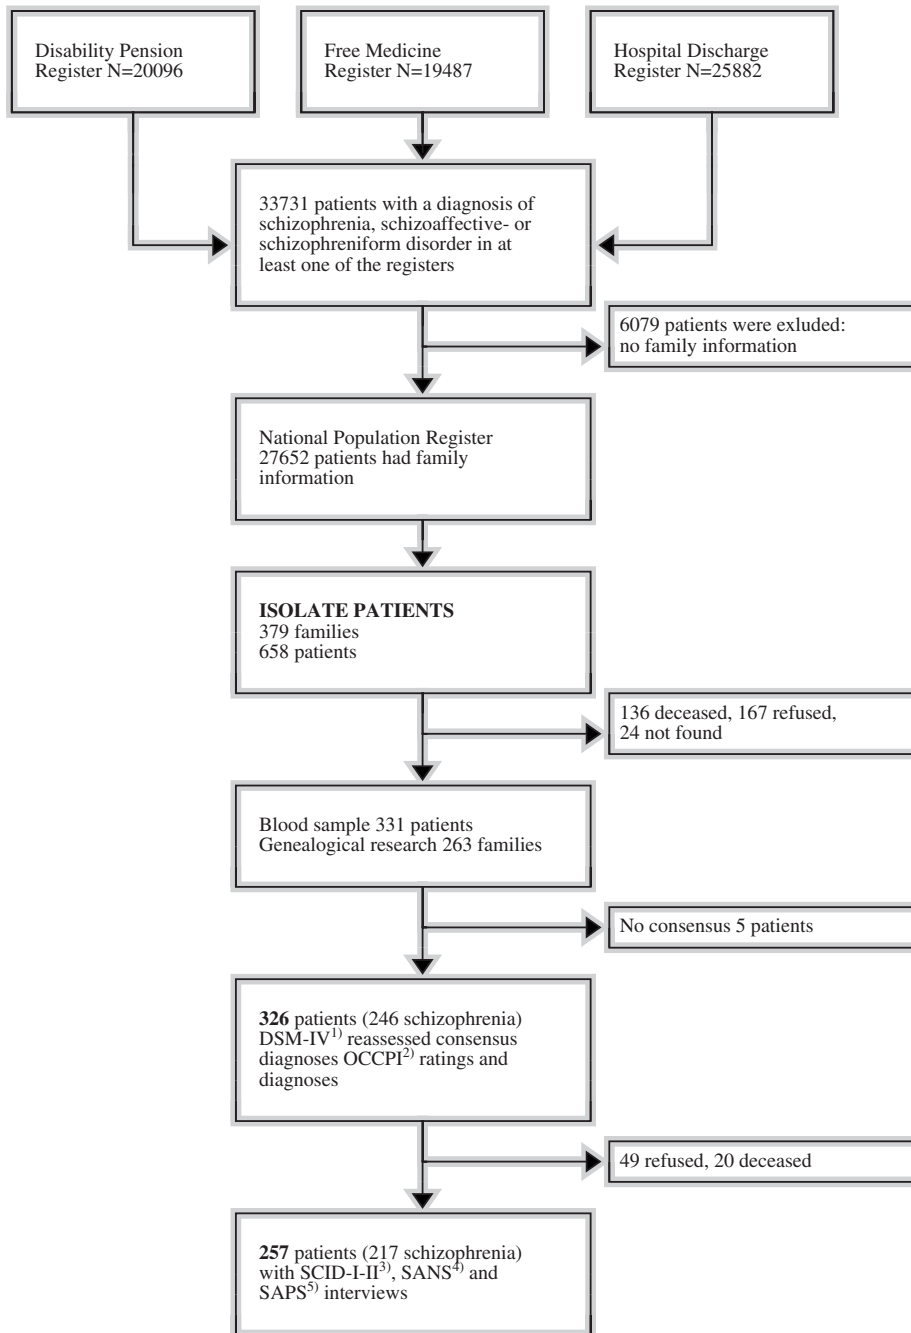 Disability Pension
Register N=20096
Free Medicine
Register N=19487
Hospital Discharge
Register N=25882
33731 patients with a diagnosis of
schizophrenia, schizoaffective- or
schizophreniform disorder in at
least one of the registers
6079 patients were exluded:
no family information
National Population Register
27652 patients had family
information
ISOLATE PATIENTS
379 families
658 patients
136 deceased, 167 refused,
24 not found
Blood sample 331 patients
Genealogical research 263 families
No consensus 5 patients
326 patients (246 schizophrenia)
DSM-IV1) reassessed consensus
diagnoses OCCPI2) ratings and
diagnoses
49 refused, 20 deceased
257 patients (217 schizophrenia)
with SCID-I-II3), SANS4) and
SAPS5) interviews